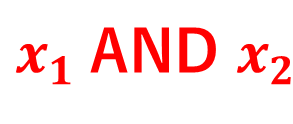 x₁ AND x₂